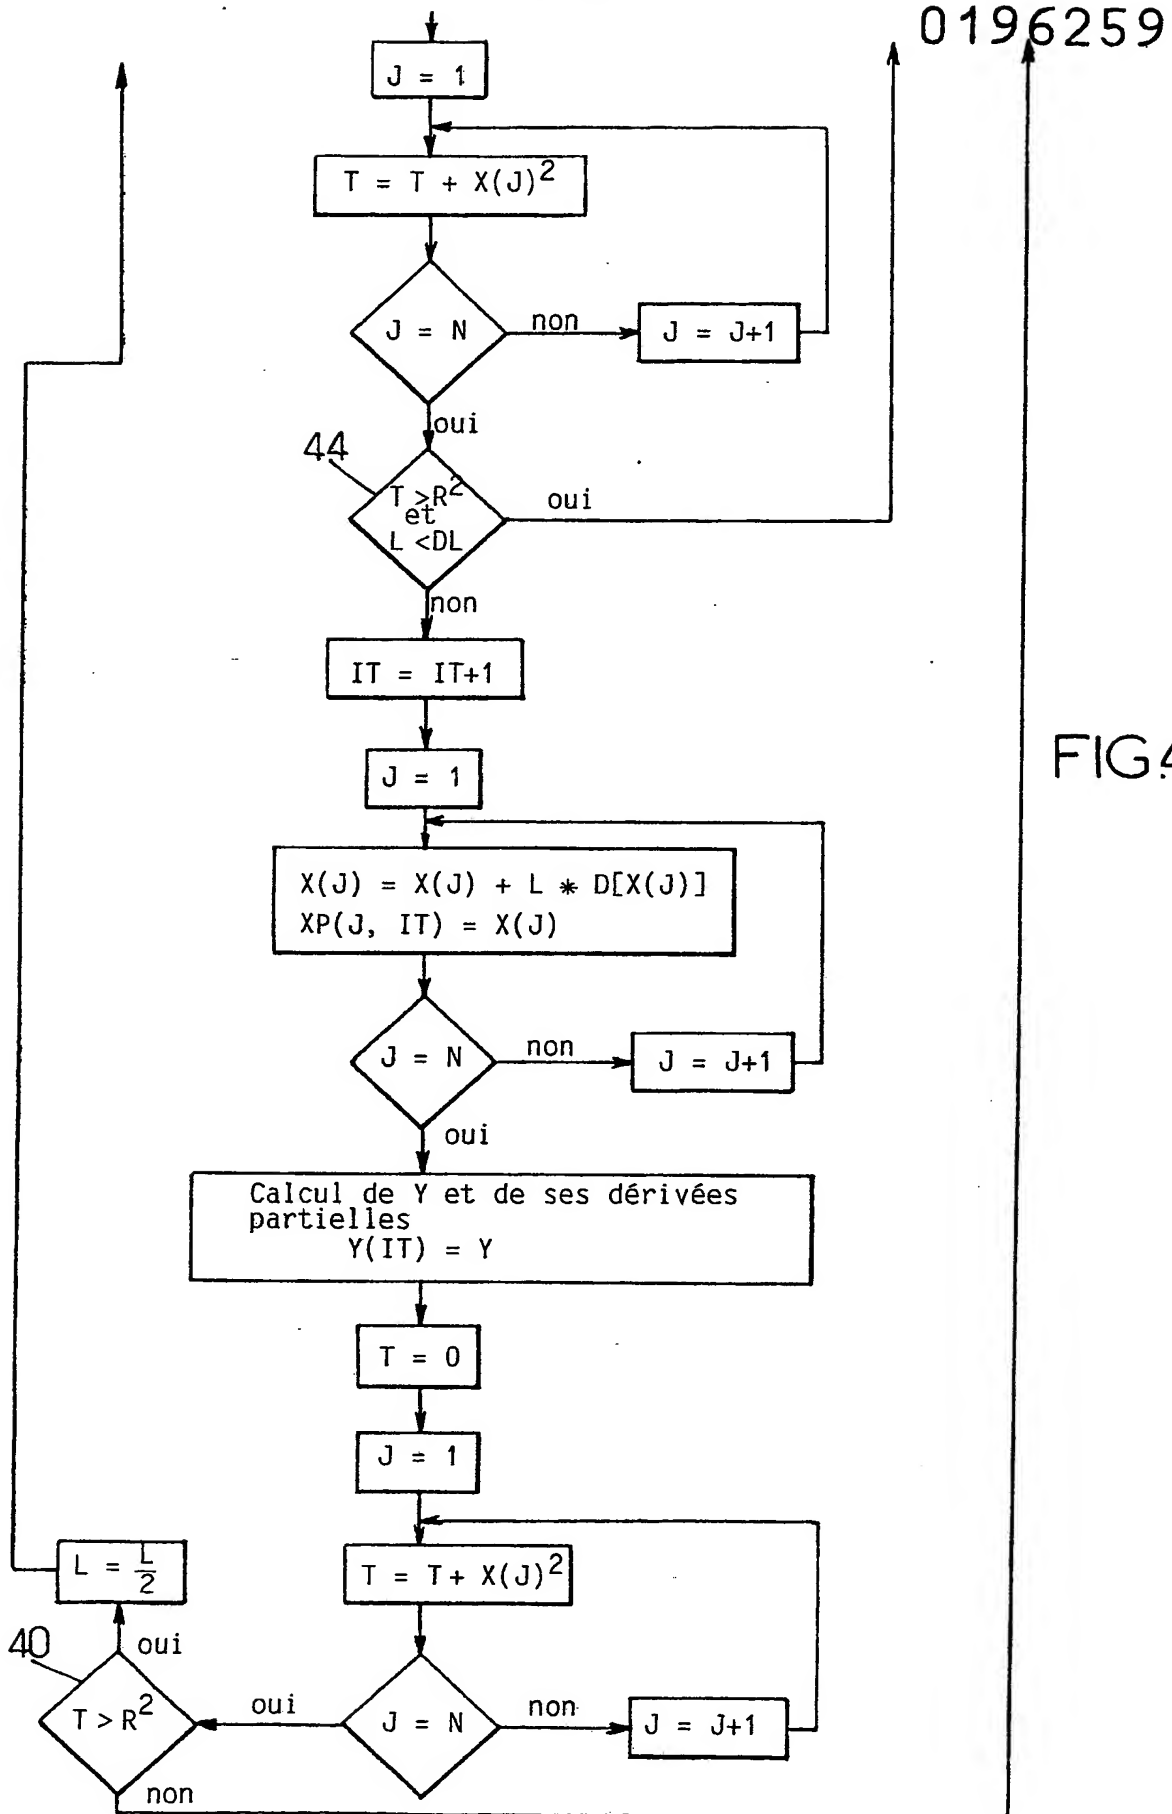 0196259
J = 1
T = T + X(J)²
J = N
non
J = J+1
oui
44
T >R²
et
L <DL
oui
non
IT = IT+1
J = 1
FIG.4
X(J) = X(J) + L * D[X(J)]
XP(J, IT) = X(J)
J = N
non
J = J+1
oui
Calcul de Y et de ses dérivées
partielles
Y(IT) = Y
T = 0
J = 1
L = L/2
T = T+ X(J)²
40
oui
T > R²
oui
J = N
non
J = J+1
non